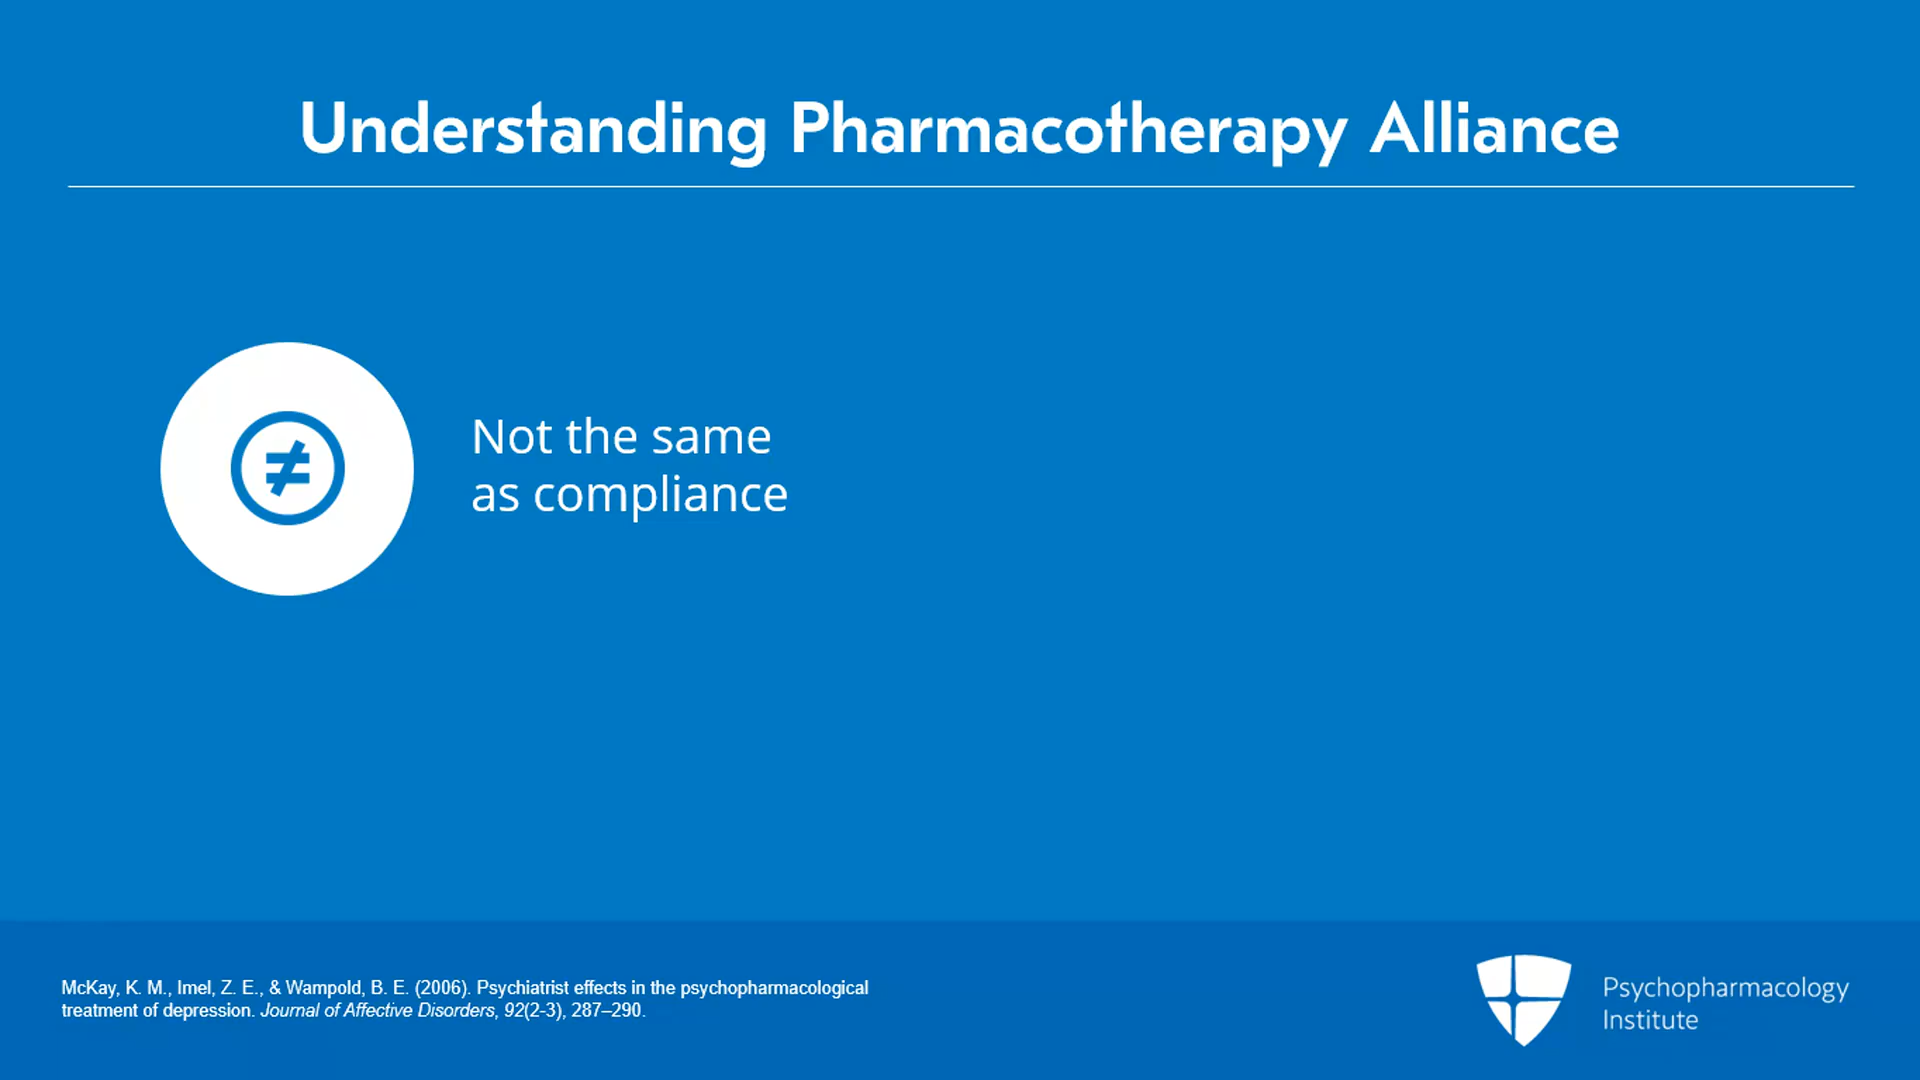 Understanding Pharmacotherapy Alliance
Not the same
as compliance
McKay, K. M., Imel, Z. E., & Wampold, B. E. (2006). Psychiatrist effects in the psychopharmacological
treatment of depression. Journal of Affective Disorders, 92(2-3), 287–290.
Psychopharmacology
Institute